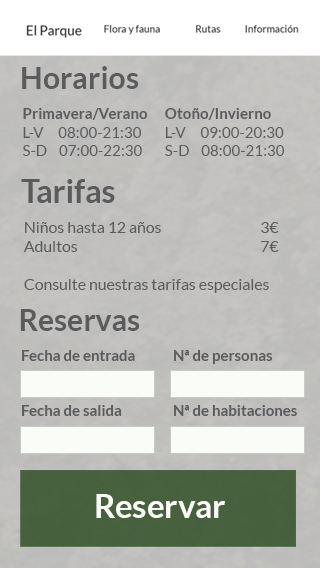 El Parque Flora y fauna Rutas Información
Horarios
Primavera/Verano Otoño/Invierno
L-V 08:00-21:30 L-V 09:00-20:30
S-D 07:00-22:30 S-D 08:00-21:30
Tarifas
Niños hasta 12 años 3€
Adultos 7€
Consulte nuestras tarifas especiales
Reservas
Fecha de entrada Nª de personas
Fecha de salida Nª de habitaciones
Reservar